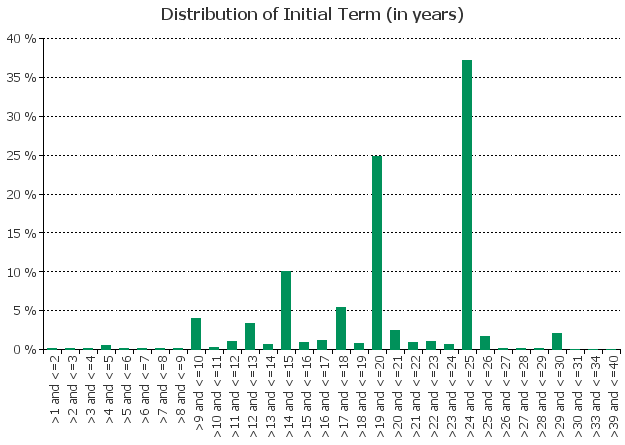 Distribution of Initial Term (in years)
40 %
35 %
30 %
25 %
20 %
15 %
10 %
5 %
0 %
>1 and <=2
>2 and <=3
>3 and <=4
>4 and <=5
>5 and <=6
>6 and <=7
>7 and <=8
>8 and <=9
>9 and <=10
>10 and <=11
>11 and <=12
>12 and <=13
>13 and <=14
>14 and <=15
>15 and <=16
>16 and <=17
>17 and <=18
>18 and <=19
>19 and <=20
>20 and <=21
>21 and <=22
>22 and <=23
>23 and <=24
>24 and <=25
>25 and <=26
>26 and <=27
>27 and <=28
>28 and <=29
>29 and <=30
>30 and <=31
>33 and <=34
>39 and <=40